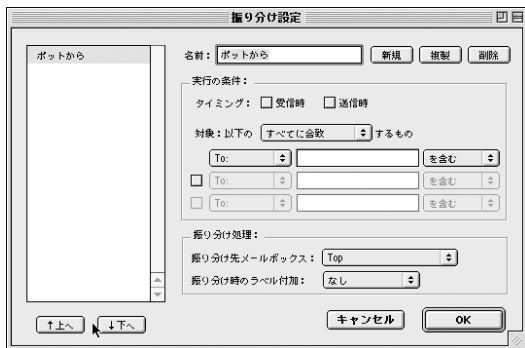 振り分け設定
ポットから
名前： ポットから 新規 複製 削除
実行の条件：
タイミング： 受信時 送信時
対象：以下の すべてに合致 するもの
To: を含む
To: を含む
To: を含む
振り分け処理：
振り分け先メールボックス： Top
振り分け時のラベル付加： なし
↑上へ ↓下へ キャンセル OK